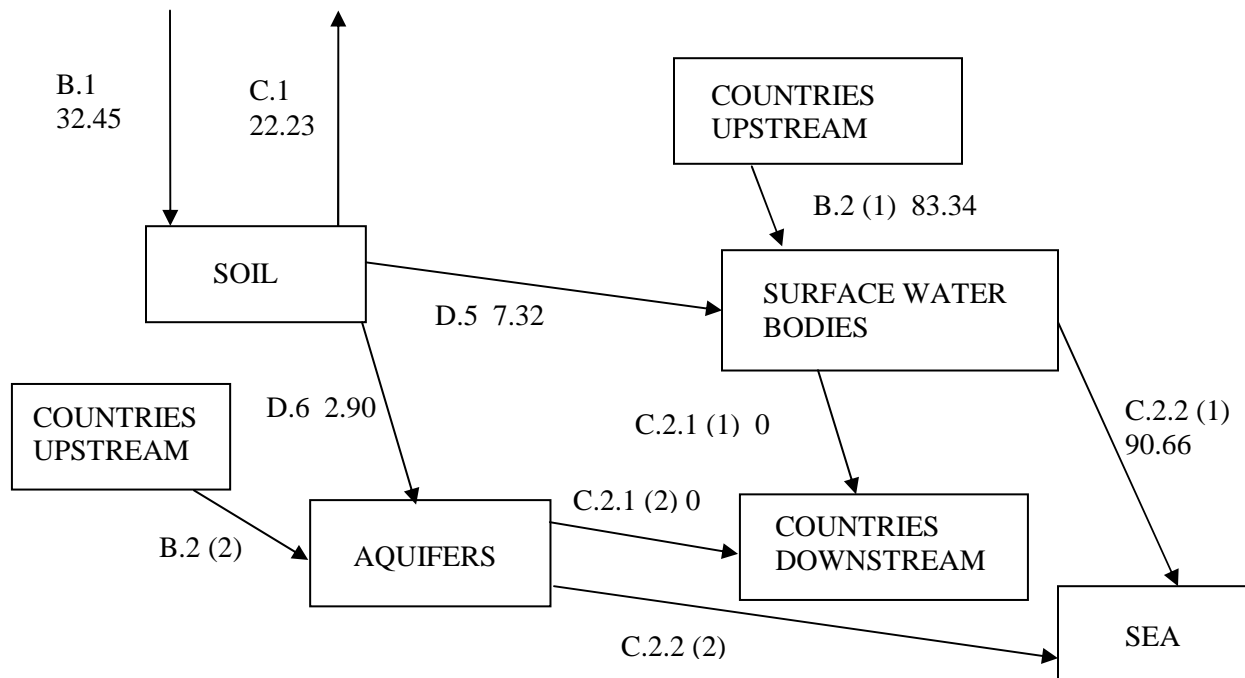 B.1
32.45
C.1
22.23
COUNTRIES
UPSTREAM
B.2 (1)  83.34
SOIL
SURFACE WATER
BODIES
D.5  7.32
COUNTRIES
UPSTREAM
D.6  2.90
C.2.1 (1)  0
C.2.2 (1)
90.66
B.2 (2)
AQUIFERS
C.2.1 (2) 0
COUNTRIES
DOWNSTREAM
C.2.2 (2)
SEA